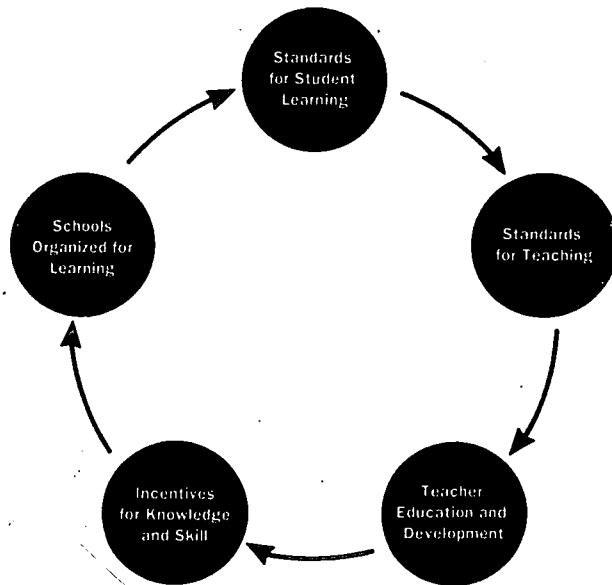 Standards
for Student
Learning
Standards
for Teaching
Teacher
Education and
Development
Incentives
for Knowledge
and Skill
Schools
Organized for
Learning